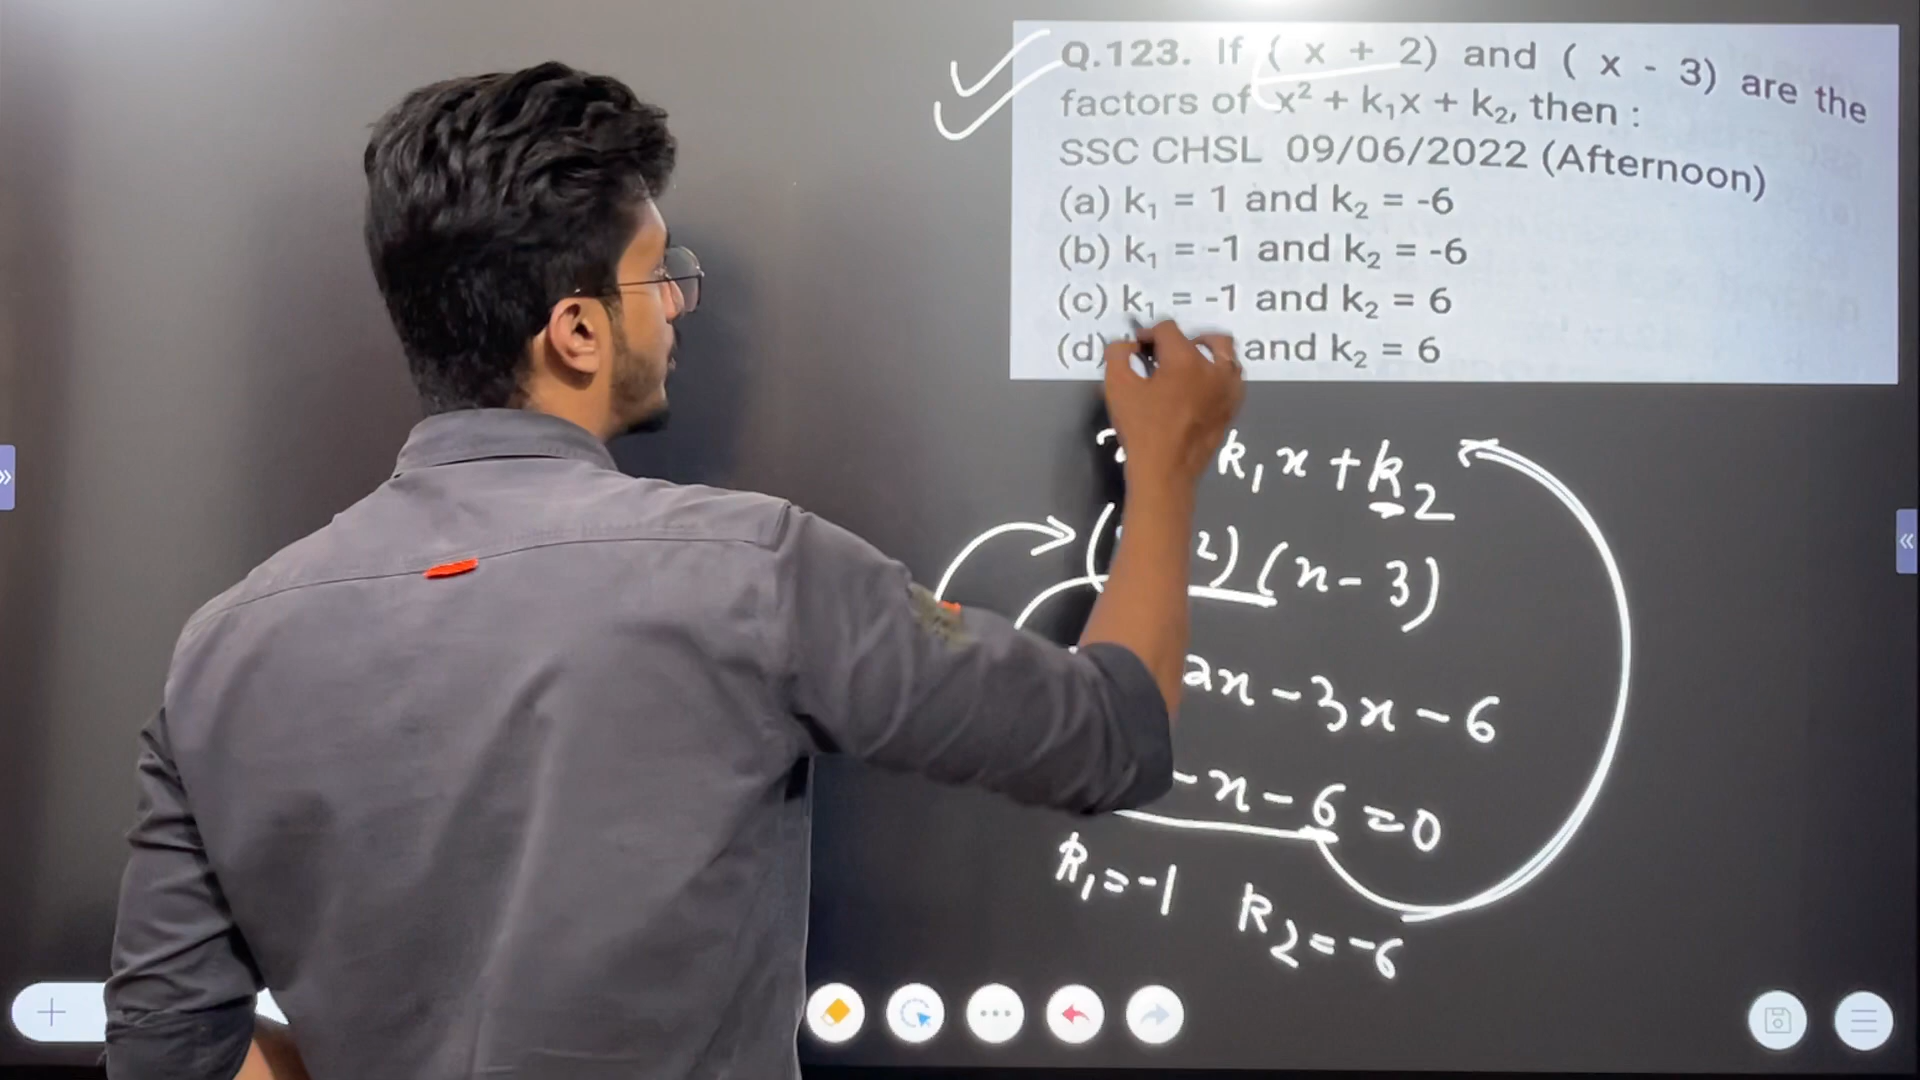 Q.123. If ( x + 2) and ( x - 3) are the
factors of x² + k₁x + k₂, then :
SSC CHSL 09/06/2022 (Afternoon)
(a) k₁ = 1 and k₂ = -6
(b) k₁ = -1 and k₂ = -6
(c) k₁ = -1 and k₂ = 6
(d) and k₂ = 6
k₁x + k₂
( 2) (x - 3)
2x - 3x - 6
- x - 6 = 0
k₁ = -1 k₂ = -6